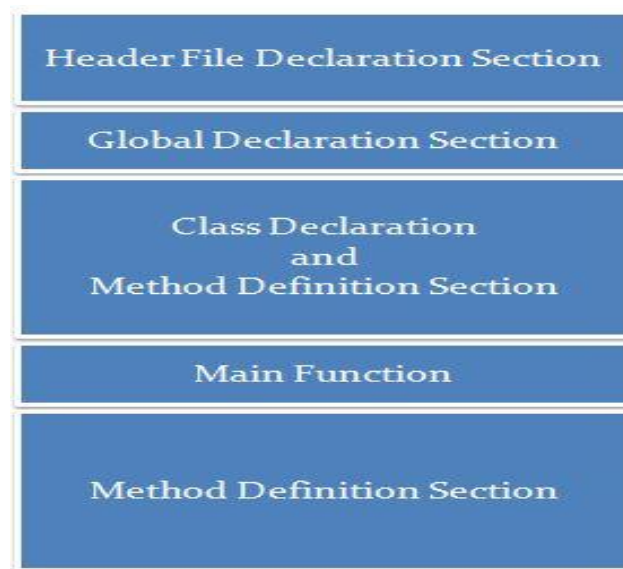 Header File Declaration Section
Global Declaration Section
Class Declaration
and
Method Definition Section
Main Function
Method Definition Section